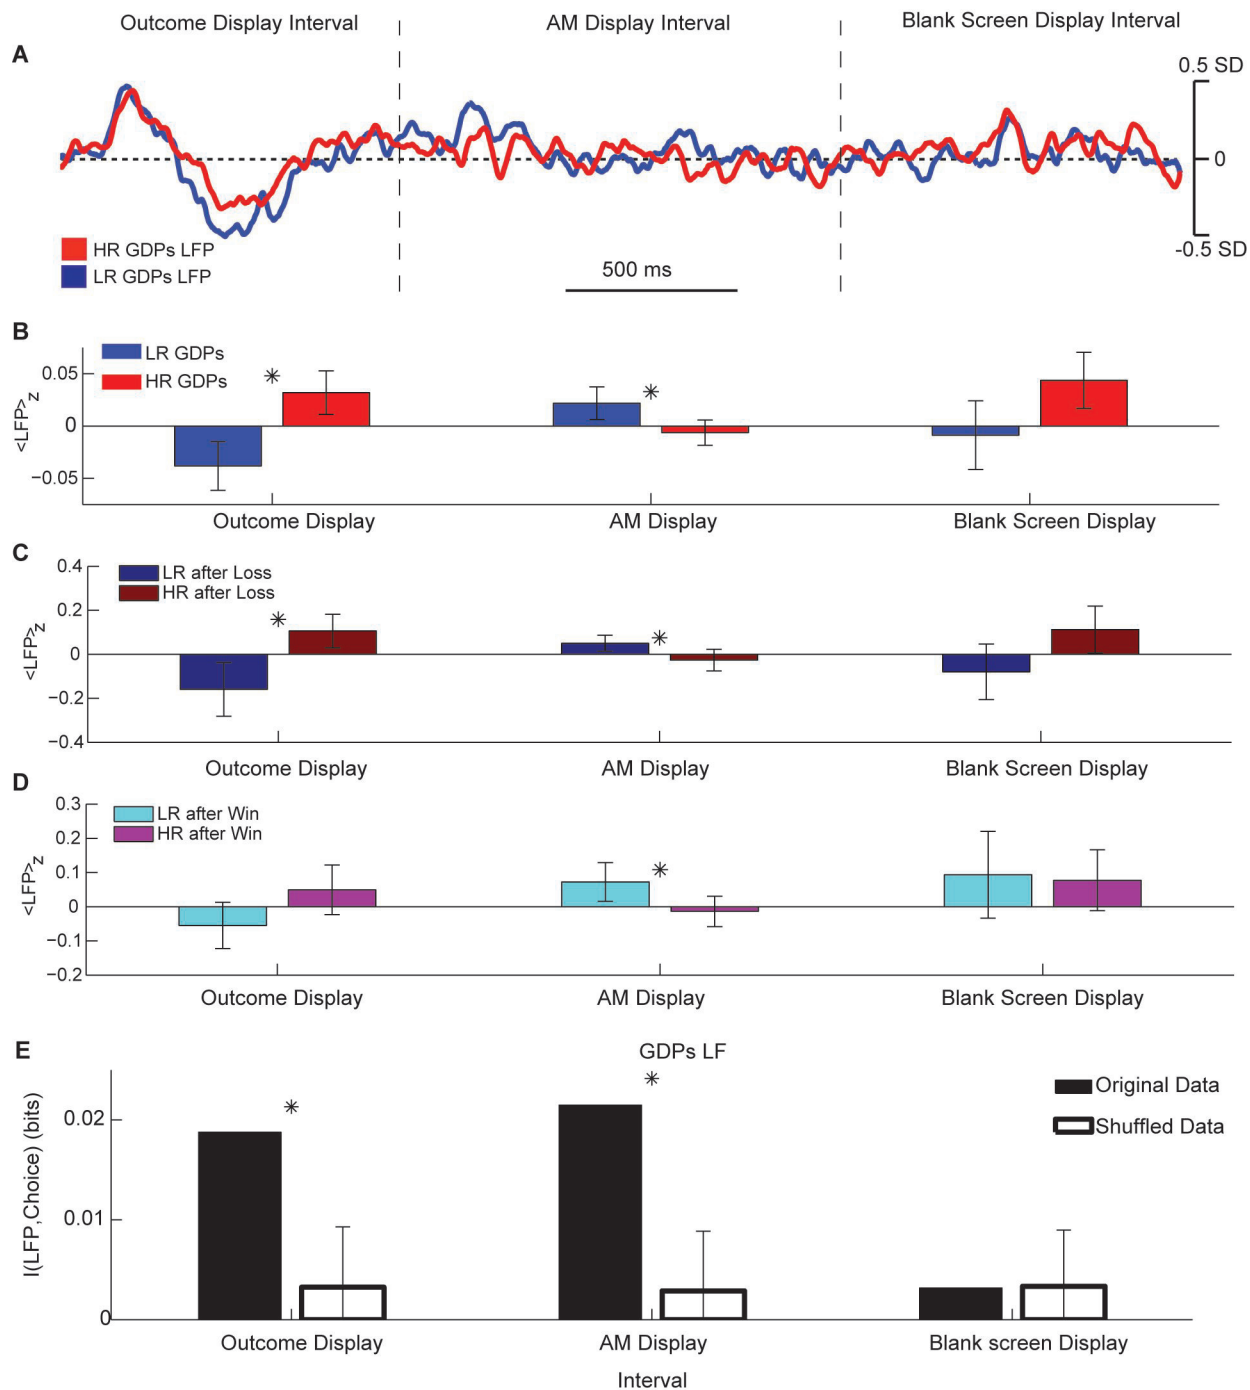 Outcome Display Interval AM Display Interval Blank Screen Display Interval
A
0.5 SD
0
-0.5 SD
HR GDPs LFP
LR GDPs LFP
500 ms
B
LR GDPs
HR GDPs
*
*
<LFP>z
0.05
0
−0.05
Outcome Display AM Display Blank Screen Display
C
LR after Loss
HR after Loss
*
*
<LFP>z
0.4
0.2
0
−0.2
−0.4
Outcome Display AM Display Blank Screen Display
D
LR after Win
HR after Win
*
<LFP>z
0.3
0.2
0.1
0
−0.1
−0.2
Outcome Display AM Display Blank Screen Display
E
GDPs LF
*
*
Original Data
Shuffled Data
I(LFP,Choice) (bits)
0.02
0.01
0
Outcome Display AM Display Blank screen Display
Interval